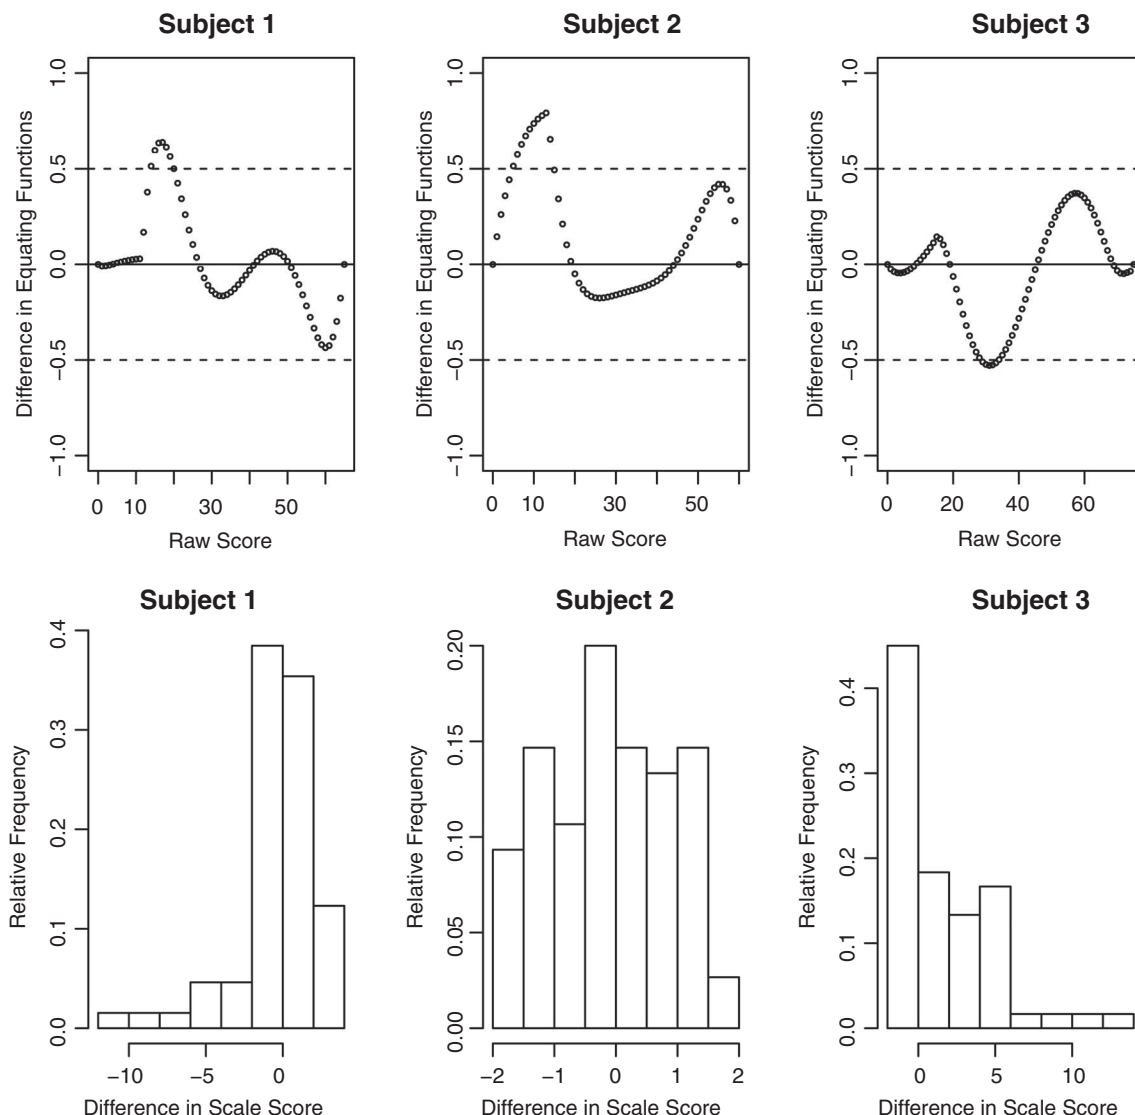 Subject 1
Subject 2
Subject 3
Difference in Equating Functions
1.0
0.5
0.0
−0.5
−1.0
0 10 30 50
Raw Score
Difference in Equating Functions
1.0
0.5
0.0
−0.5
−1.0
0 10 30 50
Raw Score
Difference in Equating Functions
1.0
0.5
0.0
−0.5
−1.0
0 20 40 60
Raw Score
Subject 1
Subject 2
Subject 3
Relative Frequency
0.4
0.3
0.2
0.1
0.0
−10 −5 0
Difference in Scale Score
Relative Frequency
0.20
0.15
0.10
0.05
0.00
−2 −1 0 1 2
Difference in Scale Score
Relative Frequency
0.4
0.3
0.2
0.1
0.0
0 5 10
Difference in Scale Score